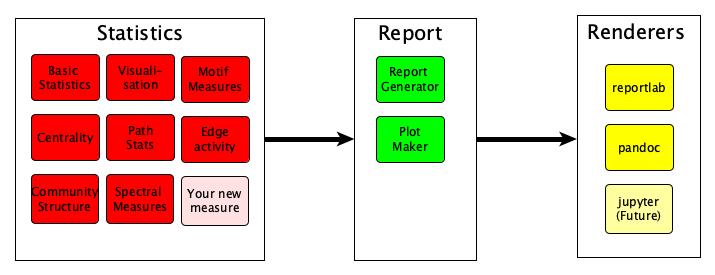 Statistics
Basic
Statistics
Visuali-
sation
Motif
Measures
Centrality
Path
Stats
Edge
activity
Community
Structure
Spectral
Measures
Your new
measure
Report
Report
Generator
Plot
Maker
Renderers
reportlab
pandoc
jupyter
(Future)